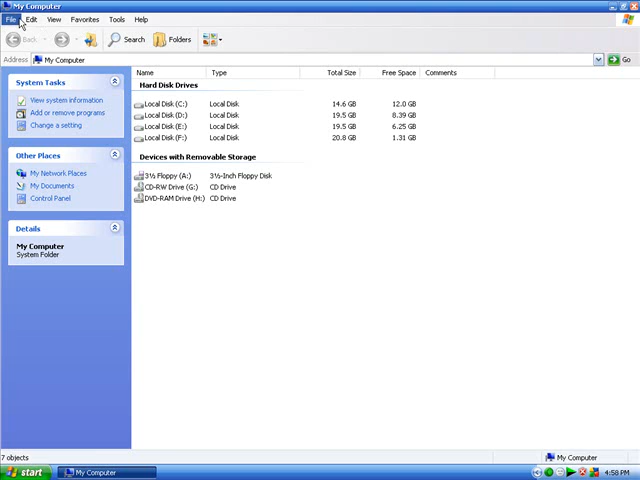 My Computer
File Edit View Favorites Tools Help
Back Search Folders
Address My Computer Go
System Tasks
View system information
Add or remove programs
Change a setting
Other Places
My Network Places
My Documents
Control Panel
Details
My Computer
System Folder
Name Type Total Size Free Space Comments
Hard Disk Drives
Local Disk (C:) Local Disk 14.6 GB 12.0 GB
Local Disk (D:) Local Disk 19.5 GB 8.39 GB
Local Disk (E:) Local Disk 19.5 GB 6.25 GB
Local Disk (F:) Local Disk 20.8 GB 1.31 GB
Devices with Removable Storage
3½ Floppy (A:) 3½-Inch Floppy Disk
CD-RW Drive (G:) CD Drive
DVD-RAM Drive (H:) CD Drive
7 objects My Computer
start My Computer 4:58 PM